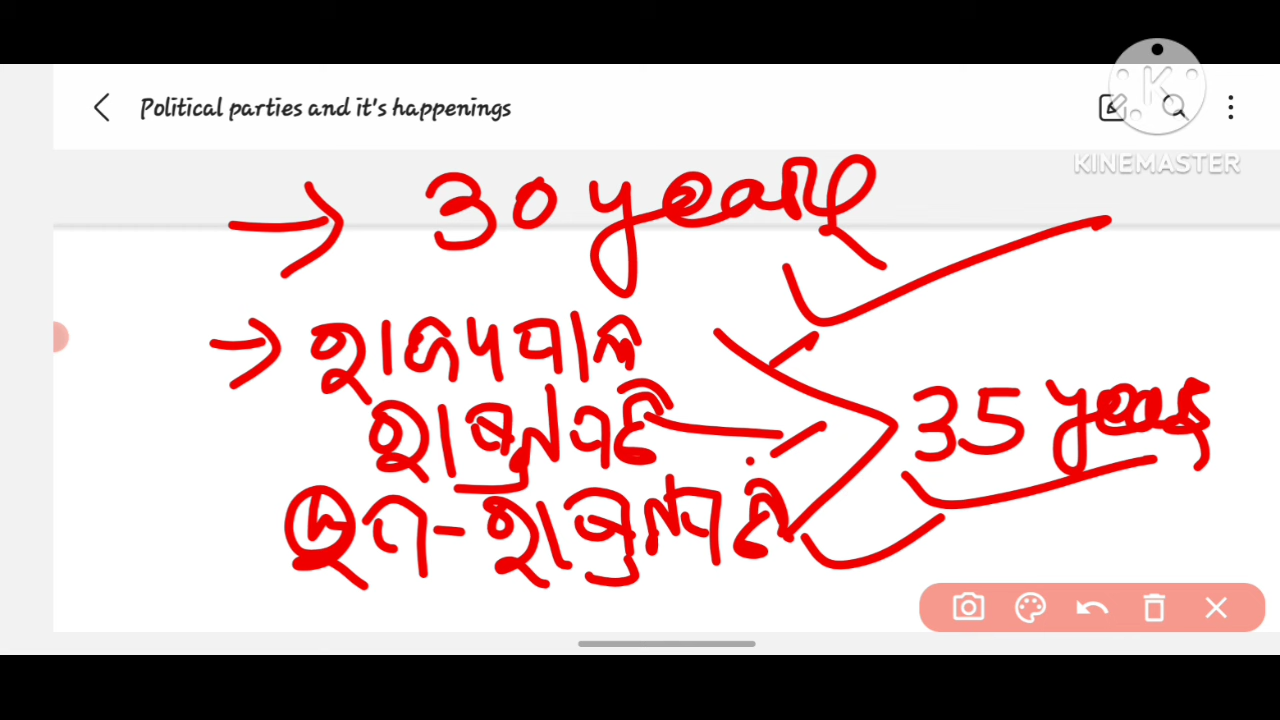 Political parties and it's happenings
KINEMASTER
→ 30 years
→ ରାଜ୍ୟପାଳ
ରାଷ୍ଟ୍ରପତି
35 years
ଉପ-ରାଷ୍ଟ୍ରପତି